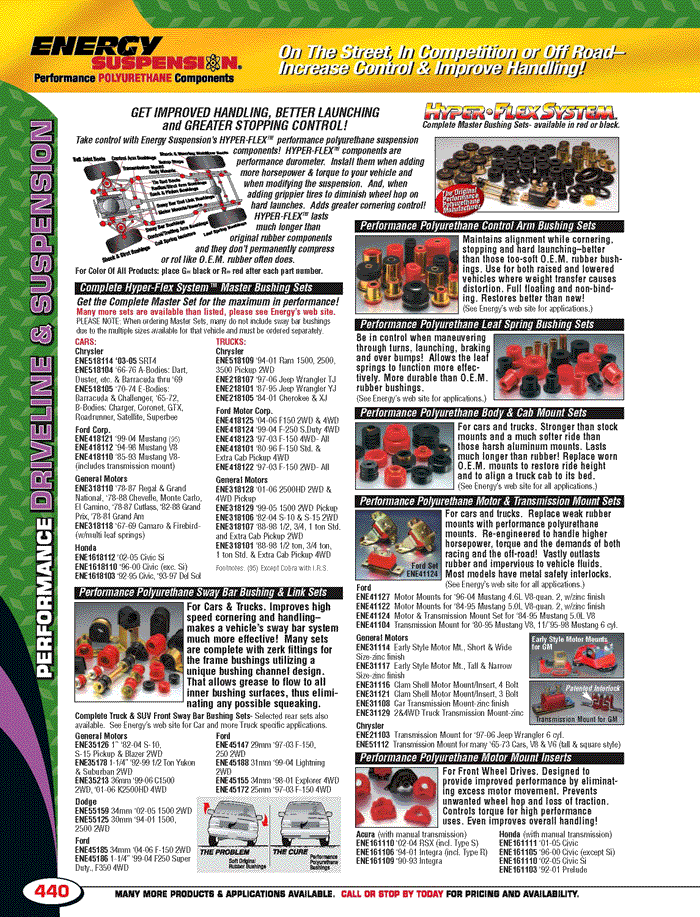 ENERGY
SUSPENSION®
Performance POLYURETHANE Components
On The Street, In Competition or Off Road–
Increase Control & Improve Handling!
PERFORMANCE DRIVELINE & SUSPENSION
GET IMPROVED HANDLING, BETTER LAUNCHING
and GREATER STOPPING CONTROL!
Take control with Energy Suspension's HYPER-FLEX™ performance polyurethane suspension
components! HYPER-FLEX™ components are
performance durometer. Install them when adding
more horsepower & torque to your vehicle and
when modifying the suspension. And, when
adding grippier tires to diminish wheel hop on
hard launches. Adds greater cornering control!
HYPER-FLEX™ lasts
much longer than
original rubber components
and they don't permanently compress
or rot like O.E.M. rubber often does.
For Color Of All Products: place G= black or R= red after each part number.
Complete Hyper-Flex System™ Master Bushing Sets
Get the Complete Master Set for the maximum in performance!
Many more sets are available than listed, please see Energy's web site.
PLEASE NOTE: When ordering Master Sets, many do not include sway bar bushings
due to the multiple sizes available for that vehicle and must be ordered separately.
CARS:
Chrysler
ENE518114 '03-05 SRT4
ENE518104 '66-76 A-Bodies: Dart,
Duster, etc. & Barracuda thru '69
ENE518105 '70-74 E-Bodies:
Barracuda & Challenger, '65-72,
B-Bodies: Charger, Coronet, GTX,
Roadrunner, Satellite, Superbee
Ford Corp.
ENE418121 '99-04 Mustang (95)
ENE418112 '94-98 Mustang V8
ENE418110 '85-93 Mustang V8-
(includes transmission mount)
General Motors
ENE318110 '78-87 Regal & Grand
National, '78-88 Chevelle, Monte Carlo,
El Camino, '78-87 Cutlass, '82-88 Grand
Prix, '78-81 Grand Am
ENE318118 '67-69 Camaro & Firebird-
(w/multi leaf springs)
Honda
ENE1618112 '02-05 Civic Si
ENE1618110 '96-00 Civic (exc. Si)
ENE1618103 '92-95 Civic, '93-97 Del Sol
TRUCKS:
Chrysler
ENE518109 '94-01 Ram 1500, 2500,
3500 Pickup 2WD
ENE218107 '97-06 Jeep Wrangler TJ
ENE218101 '87-95 Jeep Wrangler YJ
ENE218105 '84-01 Cherokee & XJ
Ford Motor Corp.
ENE418125 '04-06 F150 2WD & 4WD
ENE418124 '99-04 F-250 S.Duty 4WD
ENE418123 '97-03 F-150 4WD- All
ENE418101 '80-96 F-150 Std. &
Extra Cab Pickup 4WD
ENE418122 '97-03 F-150 2WD- All
General Motors
ENE318128 '01-06 2500HD 2WD &
4WD Pickup
ENE318129 '99-05 1500 2WD Pickup
ENE318106 '82-04 S-10 & S-15 2WD
ENE318107 '88-98 1/2, 3/4, 1 ton Std.
and Extra Cab Pickup 2WD
ENE318101 '88-98 1/2 ton, 3/4 ton,
1 ton Std. & Extra Cab Pickup 4WD
Footnotes: (95) Except Cobra with I.R.S.
Performance Polyurethane Sway Bar Bushing & Link Sets
For Cars & Trucks. Improves high
speed cornering and handling–
makes a vehicle's sway bar system
much more effective! Many sets
are complete with zerk fittings for
the frame bushings utilizing a
unique bushing channel design.
That allows grease to flow to all
inner bushing surfaces, thus elimi-
nating any possible squeaking.
Complete Truck & SUV Front Sway Bar Bushing Sets- Selected rear sets also
available. See Energy's web site for Car and more Truck specific applications.
General Motors
ENE35126 1" '82-04 S-10,
S-15 Pickup & Blazer 2WD
ENE35178 1-1/4" '92-99 1/2 Ton Yukon
& Suburban 2WD
ENE35213 36mm '99-06 C1500
2WD, '01-06 K2500HD 4WD
Dodge
ENE55159 34mm '02-05 1500 2WD
ENE55125 30mm '94-01 1500,
2500 2WD
Ford
ENE45185 34mm '04-06 F-150 2WD
ENE45186 1-1/4" '99-04 F250 Super
Duty., F350 4WD
Ford
ENE45147 29mm '97-03 F-150,
250 2WD
ENE45188 31mm '99-04 Lightning
2WD
ENE45155 34mm '98-01 Explorer 4WD
ENE45172 25mm '97-03 F-150 4WD
THE PROBLEM
Soft Original
Rubber Bushings
THE CURE
Performance
Polyurethane
Bushings
HYPER•FLEX SYSTEM™
Complete Master Bushing Sets- available in red or black.
The Original
Performance
Polyurethane
Manufacturer
Performance Polyurethane Control Arm Bushing Sets
Maintains alignment while cornering,
stopping and hard launching–better
than those too-soft O.E.M. rubber bush-
ings. Use for both raised and lowered
vehicles where weight transfer causes
distortion. Full floating and non-bind-
ing. Restores better than new!
(See Energy's web site for applications.)
Performance Polyurethane Leaf Spring Bushing Sets
Be in control when maneuvering
through turns, launching, braking
and over bumps! Allows the leaf
springs to function more effec-
tively. More durable than O.E.M.
rubber bushings.
(See Energy's web site for all applications.)
Performance Polyurethane Body & Cab Mount Sets
For cars and trucks. Stronger than stock
mounts and a much softer ride than
those harsh aluminum mounts. Lasts
much longer than rubber! Replace worn
O.E.M. mounts to restore ride height
and to align a truck cab to its bed.
(See Energy's web site for all applications.)
Performance Polyurethane Motor & Transmission Mount Sets
For cars and trucks. Replace weak rubber
mounts with performance polyurethane
mounts. Re-engineered to handle higher
horsepower, torque and the demands of both
racing and the off-road! Vastly outlasts
rubber and impervious to vehicle fluids.
Most models have metal safety interlocks.
(See Energy's web site for all applications.)
Ford Set
ENE41124
Ford
ENE41127 Motor Mounts for '96-04 Mustang 4.6L V8-quan. 2, w/zinc finish
ENE41122 Motor Mounts for '84-95 Mustang 5.0L V8-quan. 2, w/zinc finish
ENE41124 Motor & Transmission Mount Set for '84-95 Mustang 5.0L V8
ENE41104 Transmission Mount for '80-95 Mustang V8, 11/'95-98 Mustang 6 cyl.
General Motors
ENE31114 Early Style Motor Mt., Short & Wide
Size-zinc finish
ENE31117 Early Style Motor Mt., Tall & Narrow
Size-zinc finish
ENE31116 Clam Shell Motor Mount/Insert, 4 Bolt
ENE31121 Clam Shell Motor Mount/Insert, 3 Bolt
ENE31108 Car Transmission Mount-zinc finish
ENE31129 2&4WD Truck Transmission Mount-zinc
Early Style Motor Mounts
for GM
Patented Interlock
Transmission Mount for GM
Chrysler
ENE21103 Transmission Mount for '97-06 Jeep Wrangler 6 cyl.
ENE51112 Transmission Mount for many '65-73 Cars, V8 & V6 (tall & square style)
Performance Polyurethane Motor Mount Inserts
For Front Wheel Drives. Designed to
provide improved performance by eliminat-
ing excess motor movement. Prevents
unwanted wheel hop and loss of traction.
Controls torque for high performance
uses. Even improves overall handling!
Acura (with manual transmission)
ENE161110 '02-04 RSX (incl. Type S)
ENE161106 '94-01 Integra (incl. Type R)
ENE161109 '90-93 Integra
Honda (with manual transmission)
ENE161111 '01-05 Civic
ENE161105 '96-00 Civic (except Si)
ENE161110 '02-05 Civic Si
ENE161103 '92-01 Prelude
440
MANY MORE PRODUCTS & APPLICATIONS AVAILABLE. CALL OR STOP BY TODAY FOR PRICING AND AVAILABILITY.